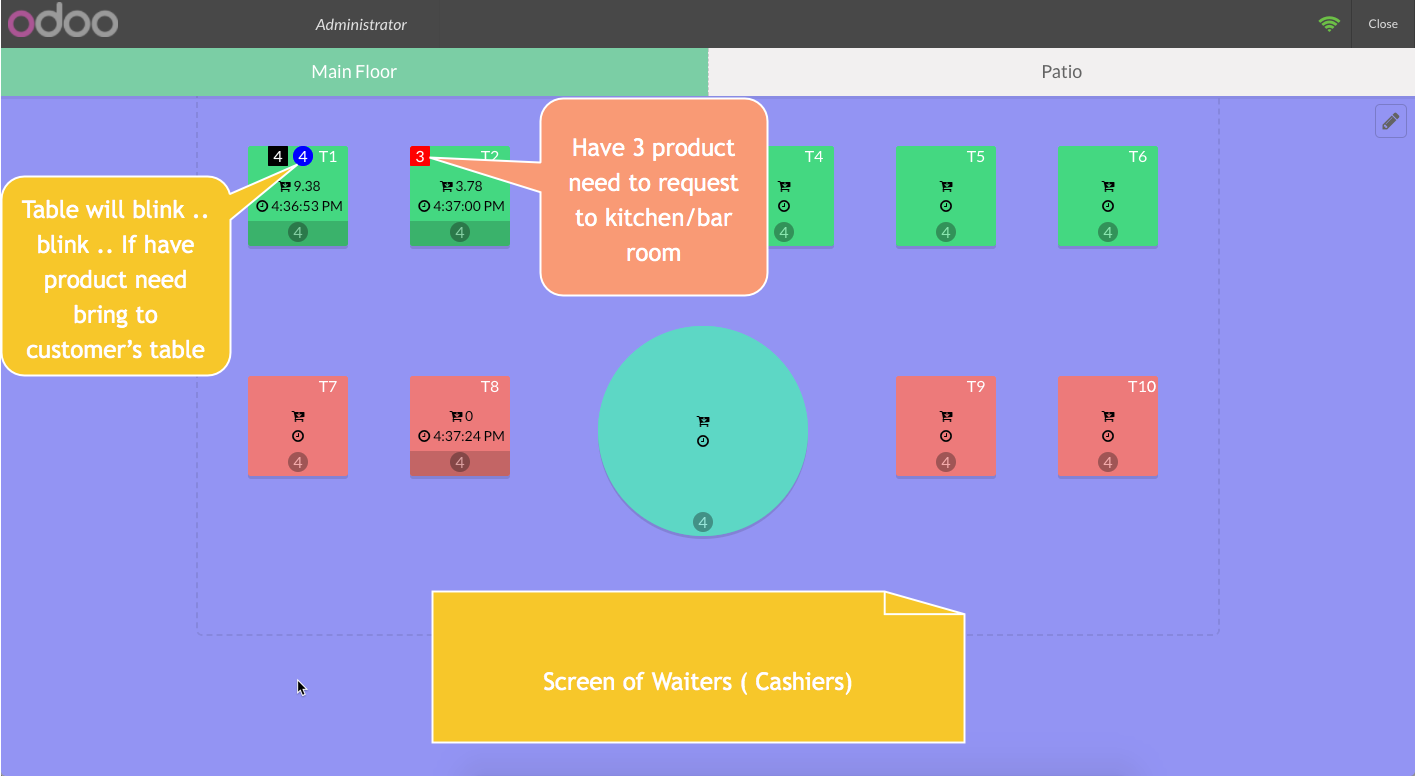 odoo
Administrator
Close
Main Floor
Patio
4 4 T1
9.38
4:36:53 PM
4
3 T2
3.78
4:37:00 PM
4
T4
4
T5
4
T6
4
Table will blink ..
blink .. If have
product need
bring to
customer's table
Have 3 product
need to request
to kitchen/bar
room
T7
4
T8
0
4:37:24 PM
4
4
T9
4
T10
4
Screen of Waiters ( Cashiers)